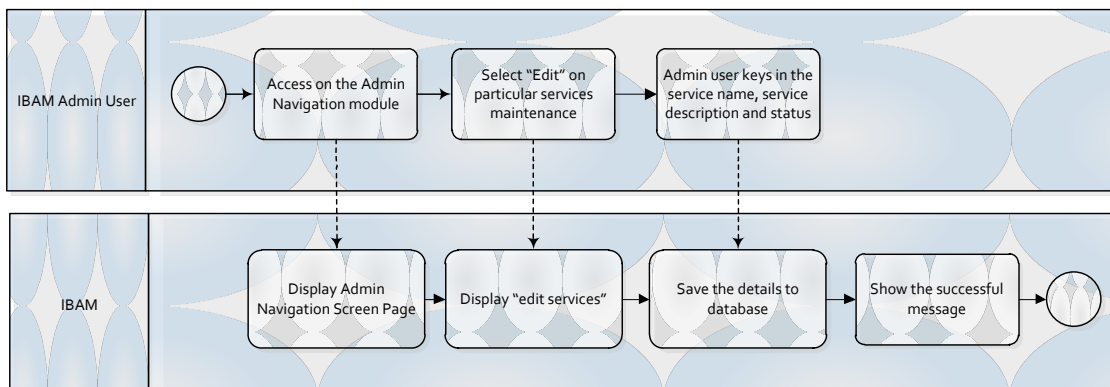 IBAM Admin User
Access on the Admin
Navigation module
Select “Edit” on
particular services
maintenance
Admin user keys in the
service name, service
description and status
IBAM
Display Admin
Navigation Screen Page
Display “edit services”
Save the details to
database
Show the successful
message